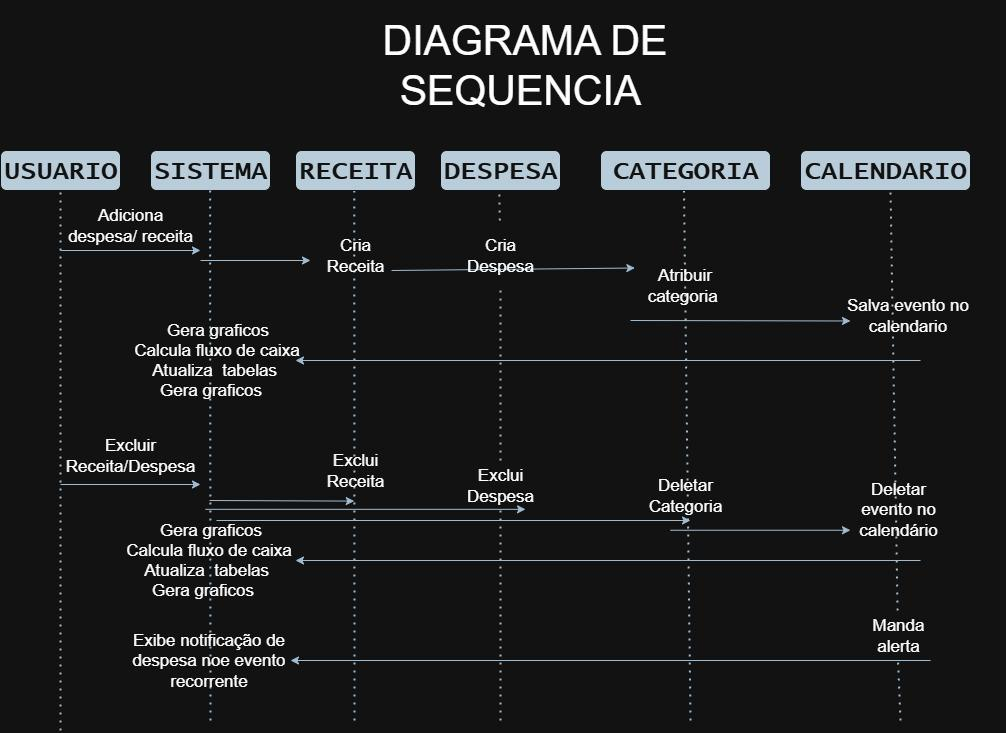 DIAGRAMA DE
SEQUENCIA
USUARIO
SISTEMA
RECEITA
DESPESA
CATEGORIA
CALENDARIO
Adiciona
despesa/ receita
Cria
Receita
Cria
Despesa
Atribuir
categoria
Salva evento no
calendario
Gera graficos
Calcula fluxo de caixa
Atualiza  tabelas
Gera graficos
Excluir
Receita/Despesa
Exclui
Receita
Exclui
Despesa
Deletar
Categoria
Deletar
evento no
calendário
Gera graficos
Calcula fluxo de caixa
Atualiza  tabelas
Gera graficos
Manda
alerta
Exibe notificação de
despesa noe evento
recorrente